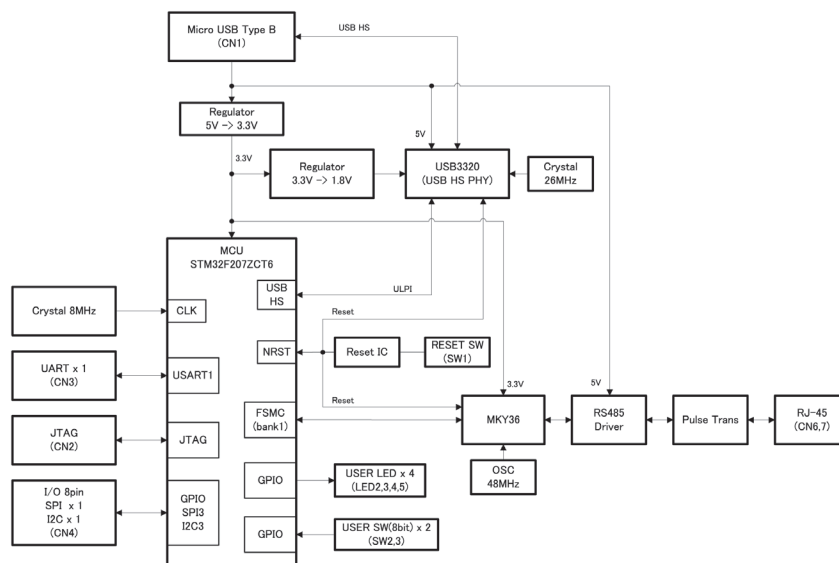 Micro USB Type B
(CN1)
USB HS
Regulator
5V -> 3.3V
5V
3.3V
Regulator
3.3V -> 1.8V
USB3320
(USB HS PHY)
Crystal
26MHz
MCU
STM32F207ZCT6
USB
HS
ULPI
Crystal 8MHz
CLK
Reset
NRST
Reset IC
RESET SW
(SW1)
UART x 1
(CN3)
USART1
3.3V
5V
Reset
FSMC
(bank1)
MKY36
RS485
Driver
Pulse Trans
RJ-45
(CN6,7)
JTAG
(CN2)
JTAG
OSC
48MHz
GPIO
USER LED x 4
(LED2,3,4,5)
I/O 8pin
SPI x 1
I2C x 1
(CN4)
GPIO
SPI3
I2C3
GPIO
USER SW(8bit) x 2
(SW2,3)